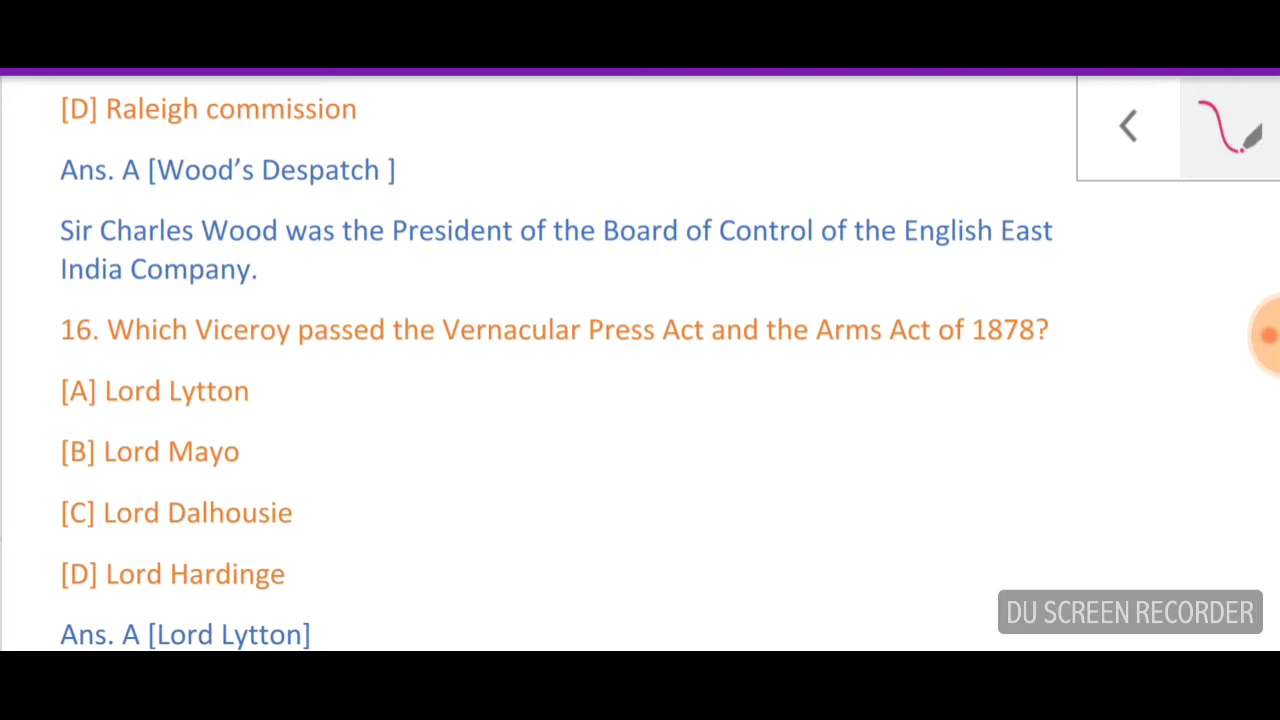 [D] Raleigh commission
Ans. A [Wood’s Despatch ]
Sir Charles Wood was the President of the Board of Control of the English East
India Company.
16. Which Viceroy passed the Vernacular Press Act and the Arms Act of 1878?
[A] Lord Lytton
[B] Lord Mayo
[C] Lord Dalhousie
[D] Lord Hardinge
Ans. A [Lord Lytton]
DU SCREEN RECORDER